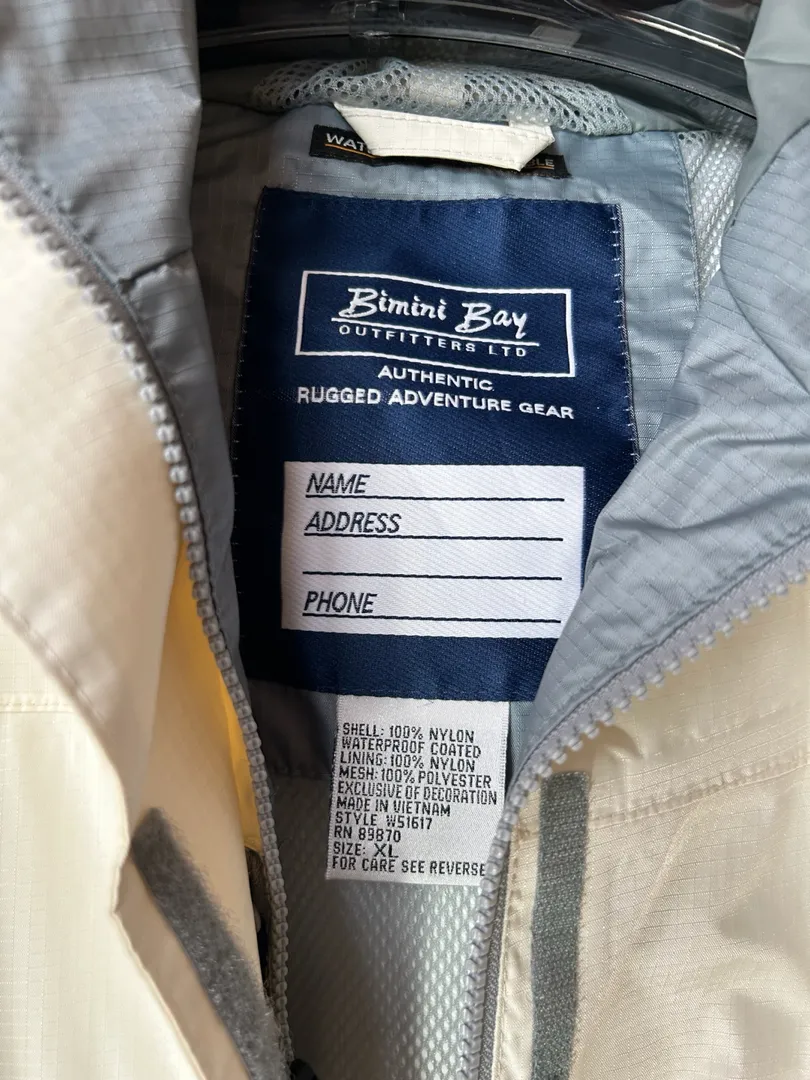 Bimini Bay
OUTFITTERS LTD
AUTHENTIC
RUGGED ADVENTURE GEAR
NAME
ADDRESS
PHONE
SHELL: 100% NYLON
WATERPROOF COATED
LINING: 100% NYLON
MESH: 100% POLYESTER
EXCLUSIVE OF DECORATION
MADE IN VIETNAM
STYLE W51617
RN 89870
SIZE: XL
FOR CARE SEE REVERSE